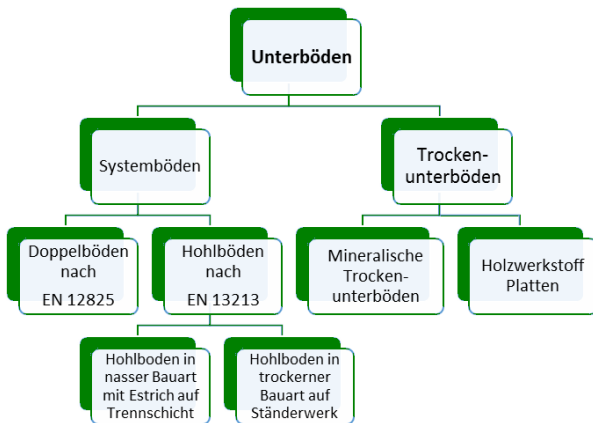 Unterböden
Systemböden
Trocken-
unterböden
Doppelböden
nach
EN 12825
Hohlböden
nach
EN 13213
Mineralische
Trocken-
unterböden
Holzwerkstoff
Platten
Hohlboden in
nasser Bauart
mit Estrich auf
Trennschicht
Hohlboden in
trockerner
Bauart auf
Ständerwerk